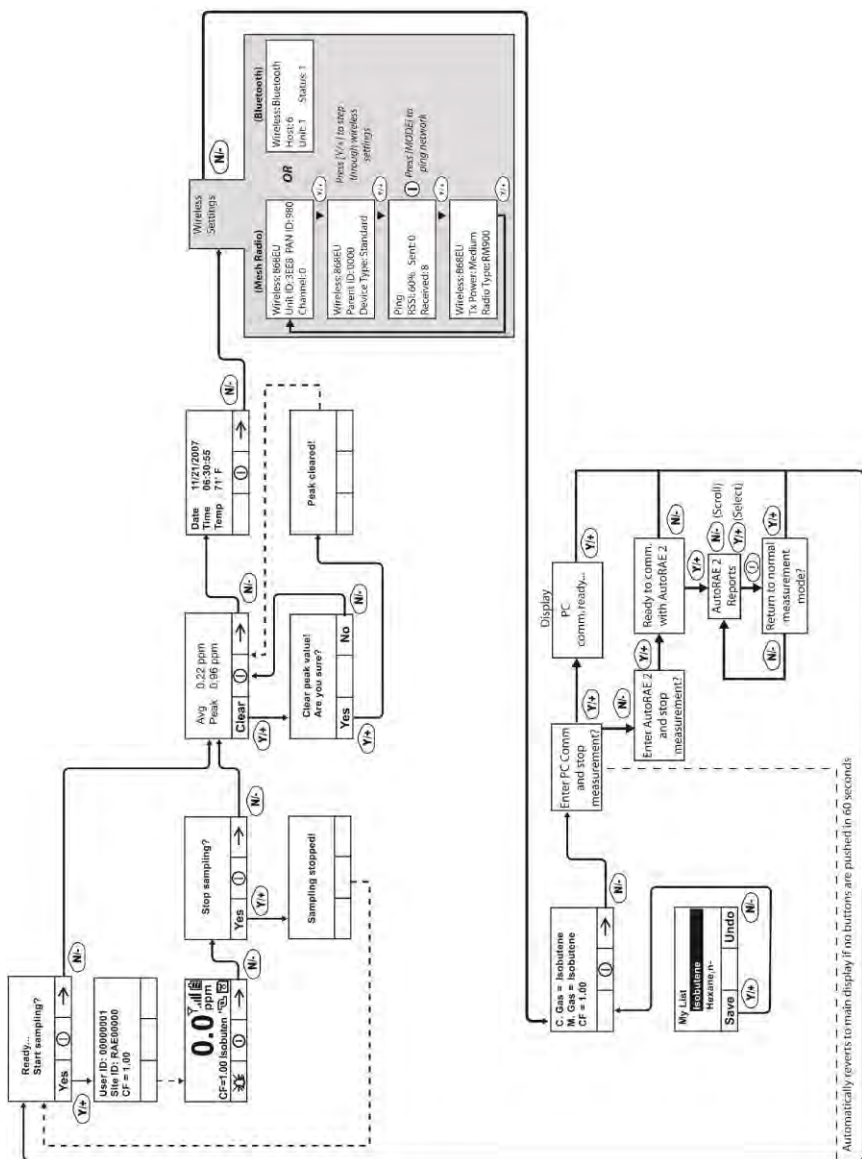 Ready...
Start sampling?
Yes
Y/+
N/-
User ID: 00000001
Site ID: RAE00000
CF = 1.00
0.0 ppm
CF=1.00 Isobuten
N/-
Stop sampling?
Yes
Y/+
N/-
Sampling stopped!
Avg 0.22 ppm
Peak 0.96 ppm
Clear
Y/+
N/-
Clear peak value!
Are you sure?
Yes No
Y/+
N/-
Peak cleared!
Date 11/21/2007
Time 06:30:55
Temp 71° F
N/-
Wireless
Settings
N/-
(Mesh Radio)
Wireless: 868EU
Unit ID: 3EE8 PAN ID: 980
Channel: 0
Y/+
Wireless: 868EU
Parent ID: 0000
Device Type: Standard
Y/+
Ping
RSSI: 60% Sent: 0
Received: 8
Y/+
Wireless: 868EU
Tx Power: Medium
Radio Type: RM900
Y/+
OR
(Bluetooth)
Wireless: Bluetooth
Host: 6
Unit: 1 Status: 1
Press [Y/+] to step
through wireless
settings
Press [MODE] to
ping network
C. Gas = Isobutene
M. Gas = Isobutene
CF = 1.00
N/-
My List
Isobutene
Hexane,n-
Save Undo
Y/+
N/-
Enter PC Comm
and stop
measurement?
Y/+
N/-
Display
PC
comm. ready...
Y/+
Enter AutoRAE 2
and stop
measurement?
Y/+
Ready to comm.
with AutoRAE 2
N/-
Y/+
AutoRAE 2
Reports
N/- (Scroll)
Y/+ (Select)
Return to normal
measurement
mode?
N/-
Y/+
Automatically reverts to main display if no buttons are pushed in 60 seconds